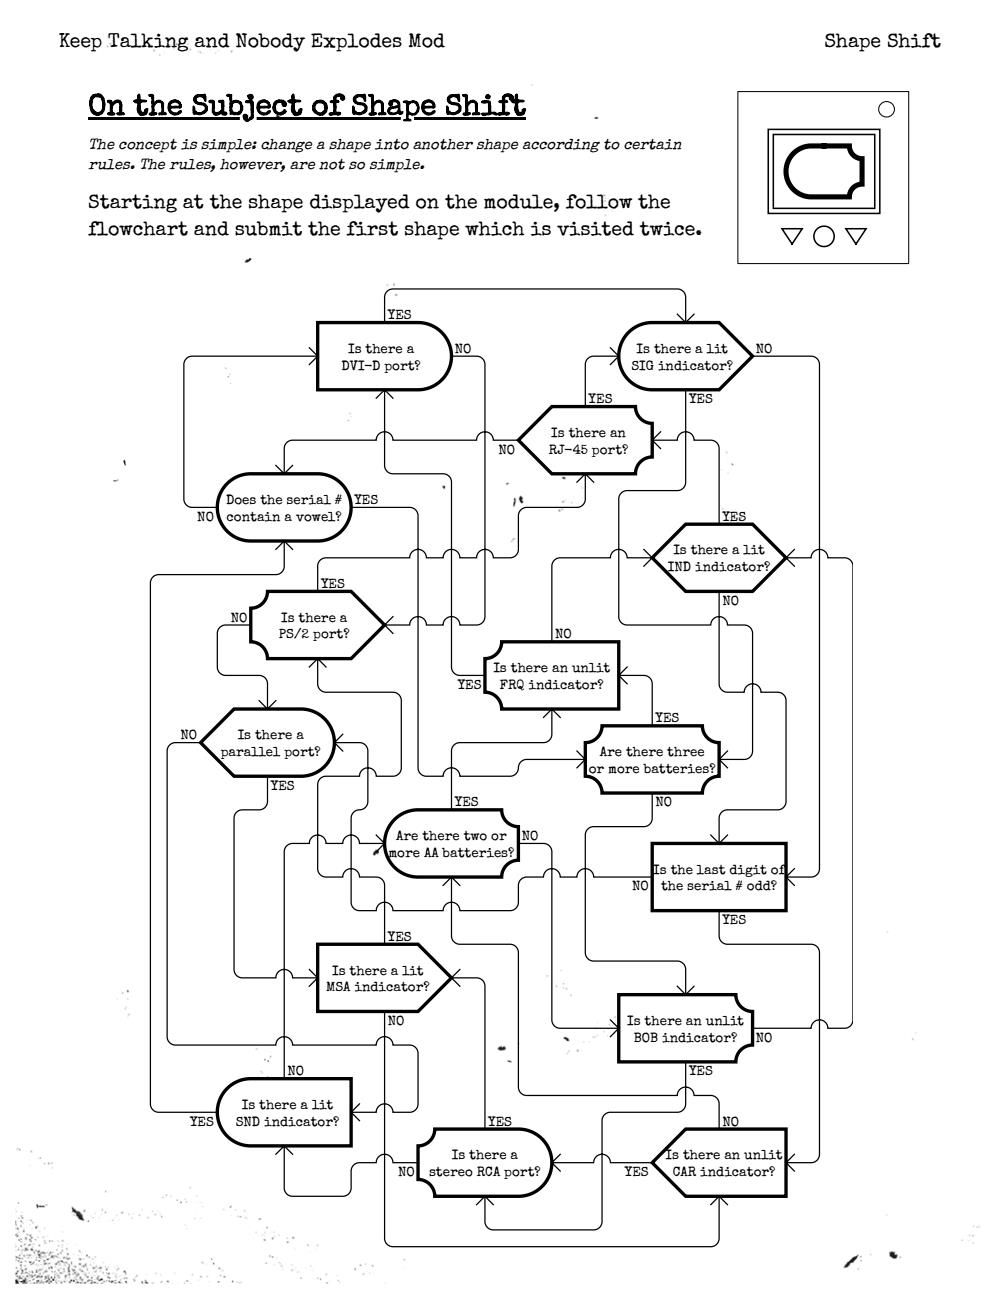 Keep Talking and Nobody Explodes Mod
Shape Shift
On the Subject of Shape Shift
The concept is simple: change a shape into another shape according to certain
rules. The rules, however, are not so simple.
Starting at the shape displayed on the module, follow the
flowchart and submit the first shape which is visited twice.
YES
Is there a
DVI-D port?
NO
Is there a lit
SIG indicator?
NO
YES
YES
Is there an
RJ-45 port?
NO
Does the serial #
contain a vowel?
YES
NO
YES
Is there a lit
IND indicator?
NO
YES
Is there a
PS/2 port?
NO
NO
Is there an unlit
FRQ indicator?
YES
NO
Is there a
parallel port?
YES
YES
Are there three
or more batteries?
NO
YES
Are there two or
more AA batteries?
NO
Is the last digit of
the serial # odd?
NO
YES
YES
Is there a lit
MSA indicator?
NO
Is there an unlit
BOB indicator?
NO
YES
NO
Is there a lit
SND indicator?
YES
YES
Is there a
stereo RCA port?
NO
NO
Is there an unlit
CAR indicator?
YES